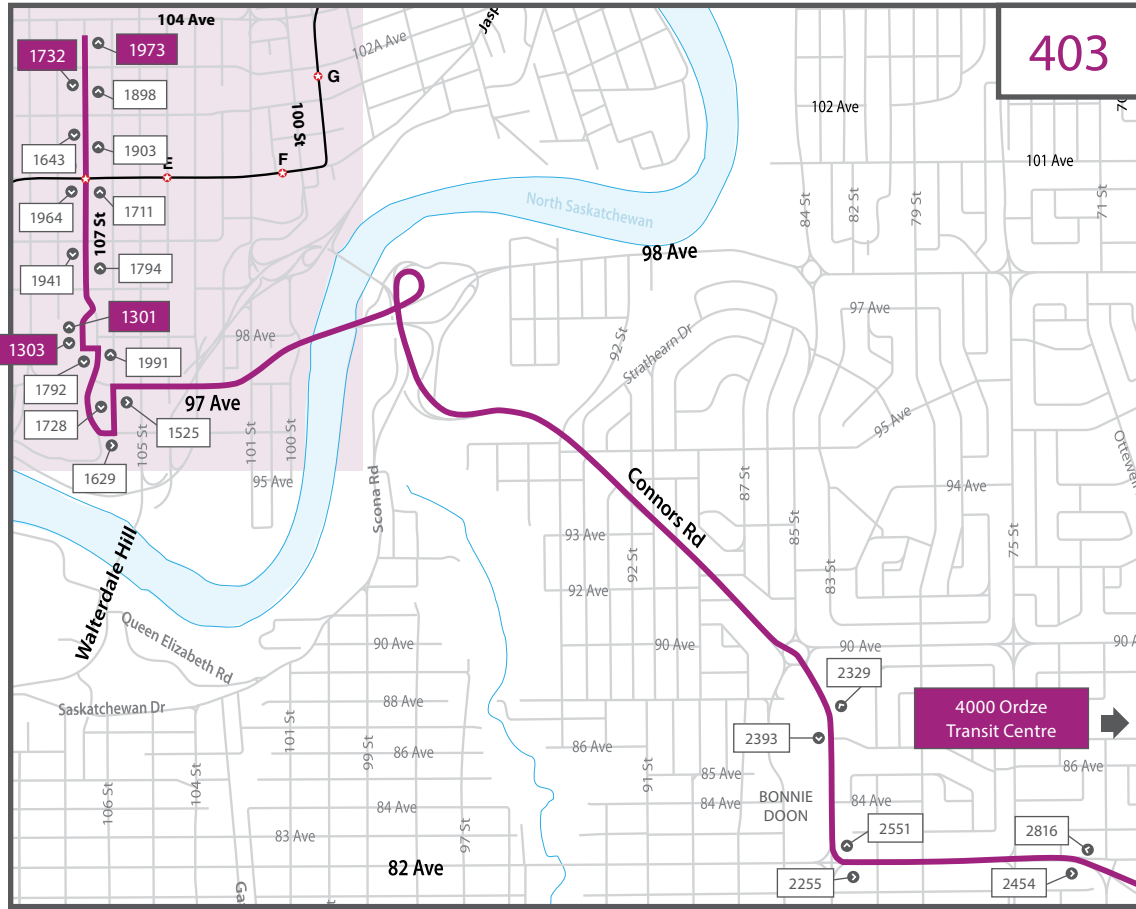 104 Ave
Jasp
403
1732
1973
102A Ave
G
1898
100 St
102 Ave
1643
1903
E
F
101 Ave
1964
1711
107 St
North Saskatchewan
84 St
82 St
79 St
71 St
1941
1794
98 Ave
1301
97 Ave
1303
98 Ave
92 St
Strathearn Dr
1991
1792
97 Ave
95 Ave
1728
1525
105 St
101 St
100 St
Ottewell
1629
95 Ave
Scona Rd
Connors Rd
87 St
94 Ave
85 St
75 St
93 Ave
92 St
Walterdale Hill
92 Ave
83 St
Queen Elizabeth Rd
90 Ave
90 Ave
90 Ave
90 A
2329
88 Ave
4000 Ordze
Transit Centre
Saskatchewan Dr
101 St
99 St
2393
86 Ave
86 Ave
91 St
85 Ave
86 Ave
106 St
104 St
84 Ave
84 Ave
BONNIE
DOON
84 Ave
83 Ave
97 St
2551
2816
82 Ave
2255
2454
Ga